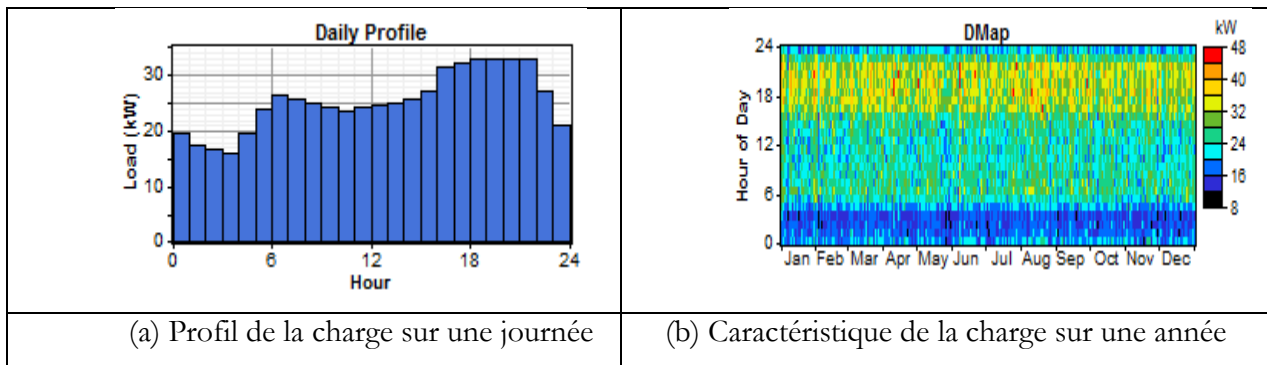 Daily Profile
30
20
10
0
Load (kW)
0 6 12 18 24
Hour
DMap
kW
24
18
12
6
0
Hour of Day
48
40
32
24
16
8
Jan Feb Mar Apr May Jun Jul Aug Sep Oct Nov Dec
(a) Profil de la charge sur une journée
(b) Caractéristique de la charge sur une année